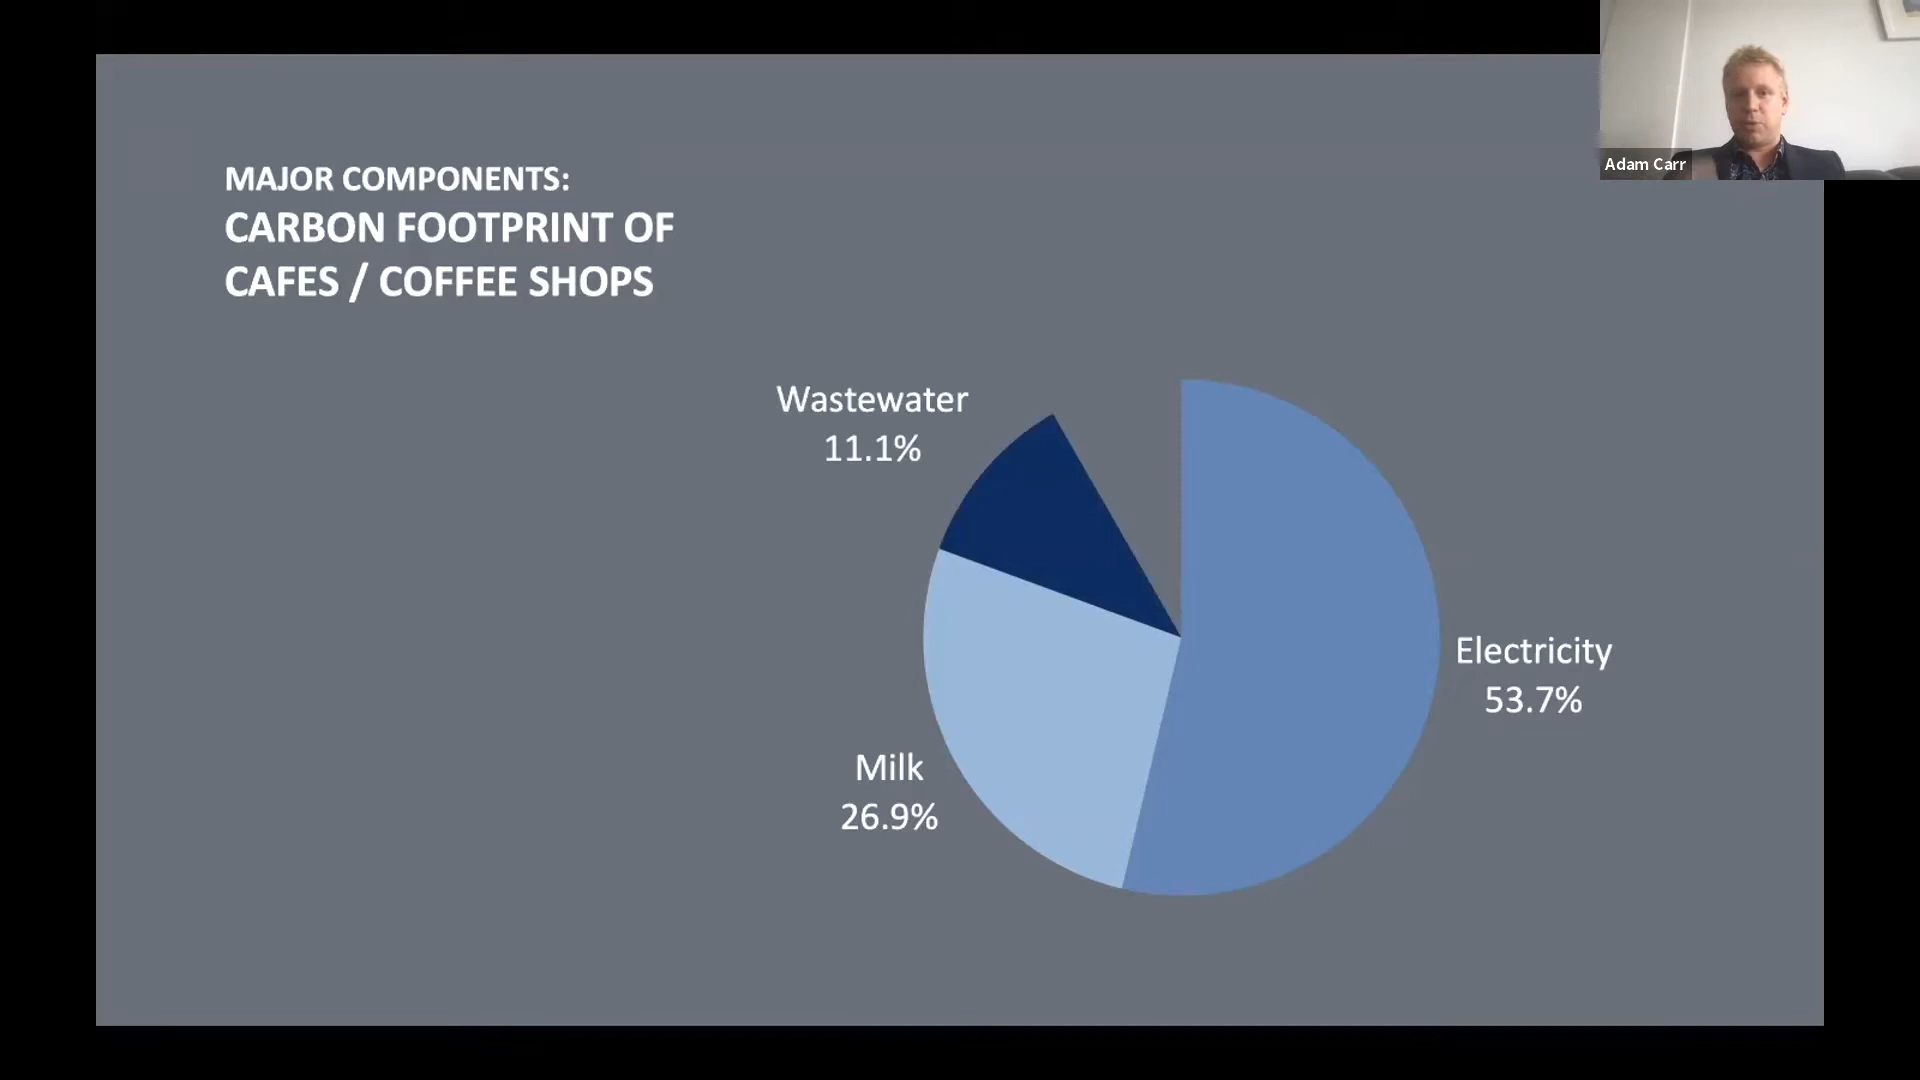 Adam Carr
MAJOR COMPONENTS:
CARBON FOOTPRINT OF
CAFES / COFFEE SHOPS
Wastewater
11.1%
Electricity
53.7%
Milk
26.9%